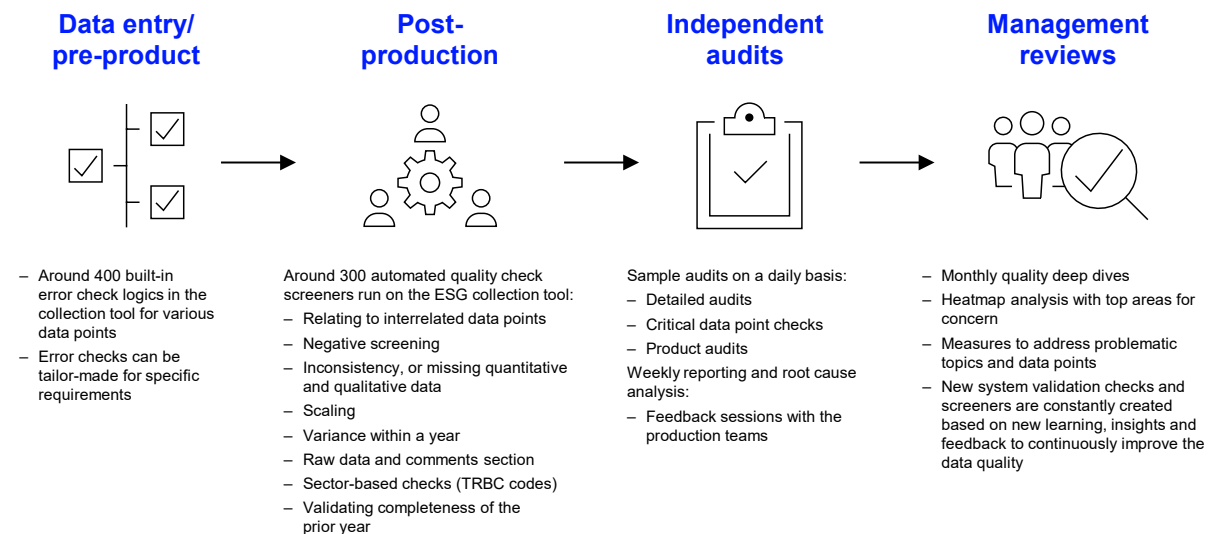 Data entry/
pre-product
Post-
production
Independent
audits
Management
reviews
– Around 400 built-in
error check logics in the
collection tool for various
data points
– Error checks can be
tailor-made for specific
requirements
Around 300 automated quality check
screeners run on the ESG collection tool:
– Relating to interrelated data points
– Negative screening
– Inconsistency, or missing quantitative
and qualitative data
– Scaling
– Variance within a year
– Raw data and comments section
– Sector-based checks (TRBC codes)
– Validating completeness of the
prior year
Sample audits on a daily basis:
– Detailed audits
– Critical data point checks
– Product audits
Weekly reporting and root cause
analysis:
– Feedback sessions with the
production teams
– Monthly quality deep dives
– Heatmap analysis with top areas for
concern
– Measures to address problematic
topics and data points
– New system validation checks and
screeners are constantly created
based on new learning, insights and
feedback to continuously improve the
data quality